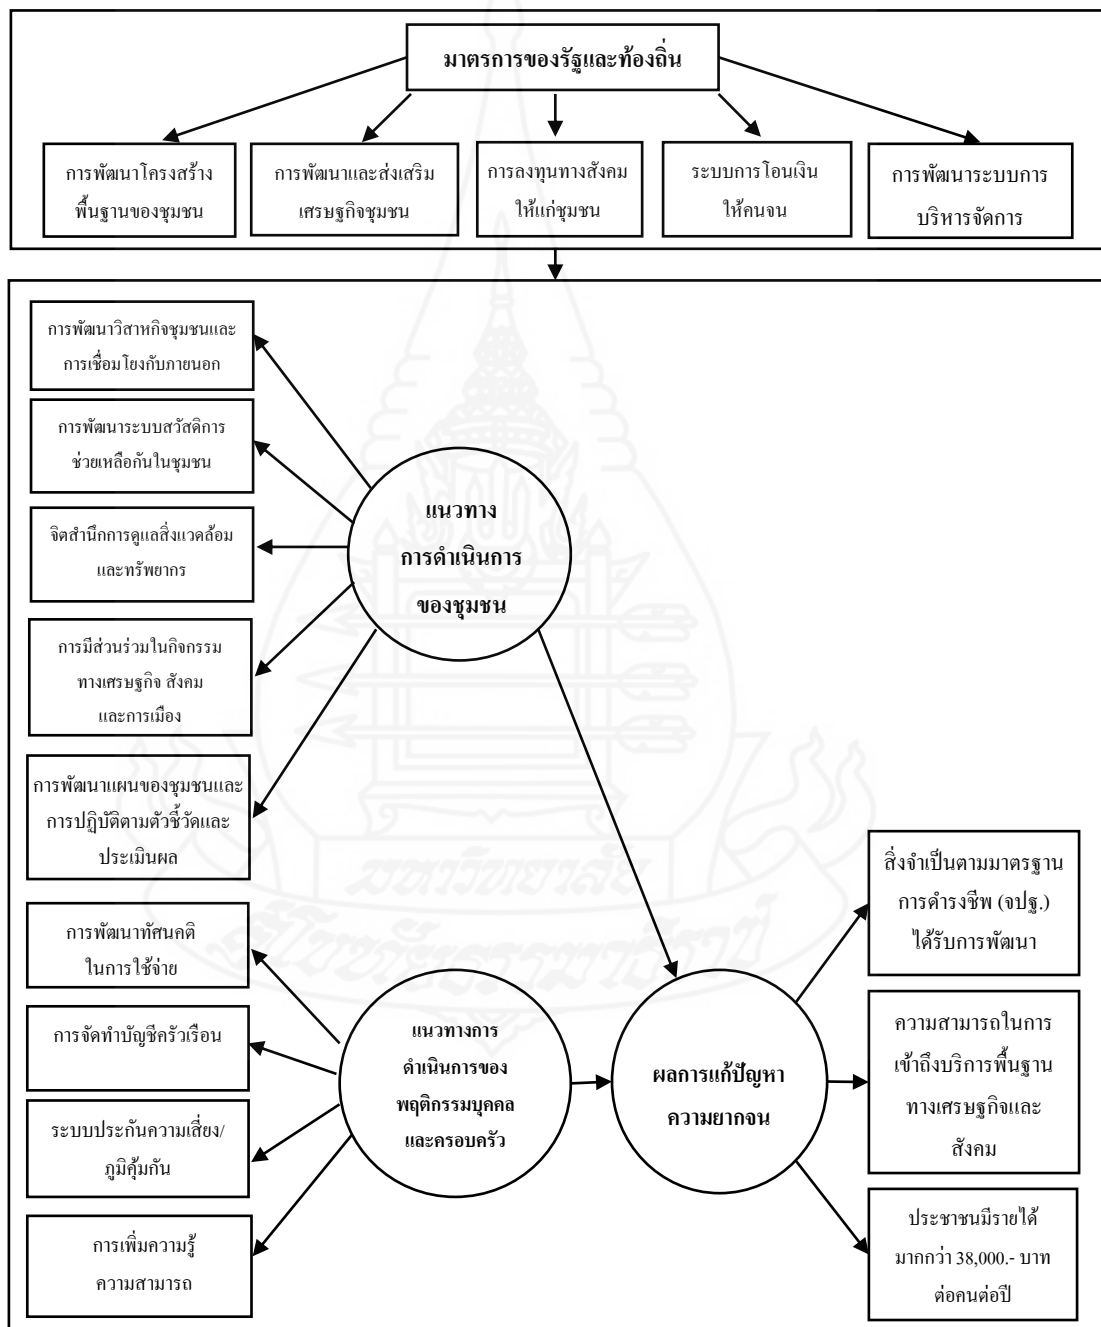 มาตรการของรัฐและท้องถิ่น
การพัฒนาโครงสร้าง
พื้นฐานของชุมชน
การพัฒนาและส่งเสริม
เศรษฐกิจชุมชน
การลงทุนทางสังคม
ให้แก่ชุมชน
ระบบการโอนเงิน
ให้คนจน
การพัฒนาระบบการ
บริหารจัดการ
การพัฒนาวิสาหกิจชุมชนและ
การเชื่อมโยงกับภายนอก
การพัฒนาระบบสวัสดิการ
ช่วยเหลือกันในชุมชน
จิตสำนึกการดูแลสิ่งแวดล้อม
และทรัพยากร
การมีส่วนร่วมในกิจกรรม
ทางเศรษฐกิจ สังคม
และการเมือง
การพัฒนาแผนของชุมชนและ
การปฏิบัติตามตัวชี้วัดและ
ประเมินผล
แนวทาง
การดำเนินการ
ของชุมชน
การพัฒนาทัศนคติ
ในการใช้จ่าย
การจัดทำบัญชีครัวเรือน
ระบบประกันความเสี่ยง/
ภูมิคุ้มกัน
การเพิ่มความรู้
ความสามารถ
แนวทางการ
ดำเนินการของ
พฤติกรรมบุคคล
และครอบครัว
ผลการแก้ปัญหา
ความยากจน
สิ่งจำเป็นตามมาตรฐาน
การดำรงชีพ (จปฐ.)
ได้รับการพัฒนา
ความสามารถในการ
เข้าถึงบริการพื้นฐาน
ทางเศรษฐกิจและ
สังคม
ประชาชนมีรายได้
มากกว่า 38,000.- บาท
ต่อคนต่อปี
มหาวิทยาลัย
สุโขทัยธรรมาธิราช